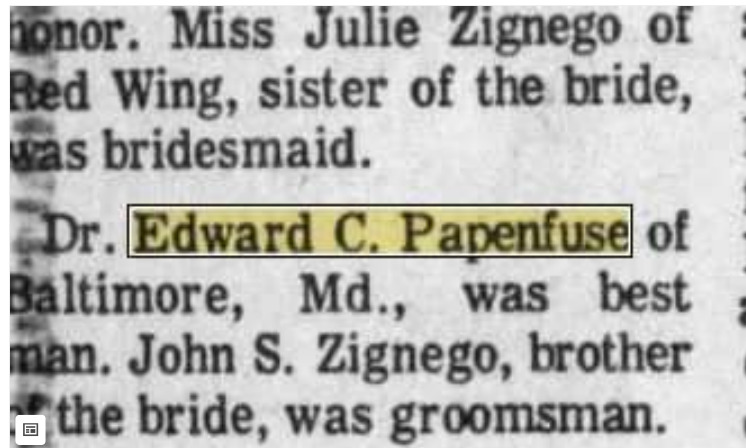 honor. Miss Julie Zignego of
Red Wing, sister of the bride,
was bridesmaid.
Dr. Edward C. Papenfuse of
Baltimore, Md., was best
man. John S. Zignego, brother
of the bride, was groomsman.